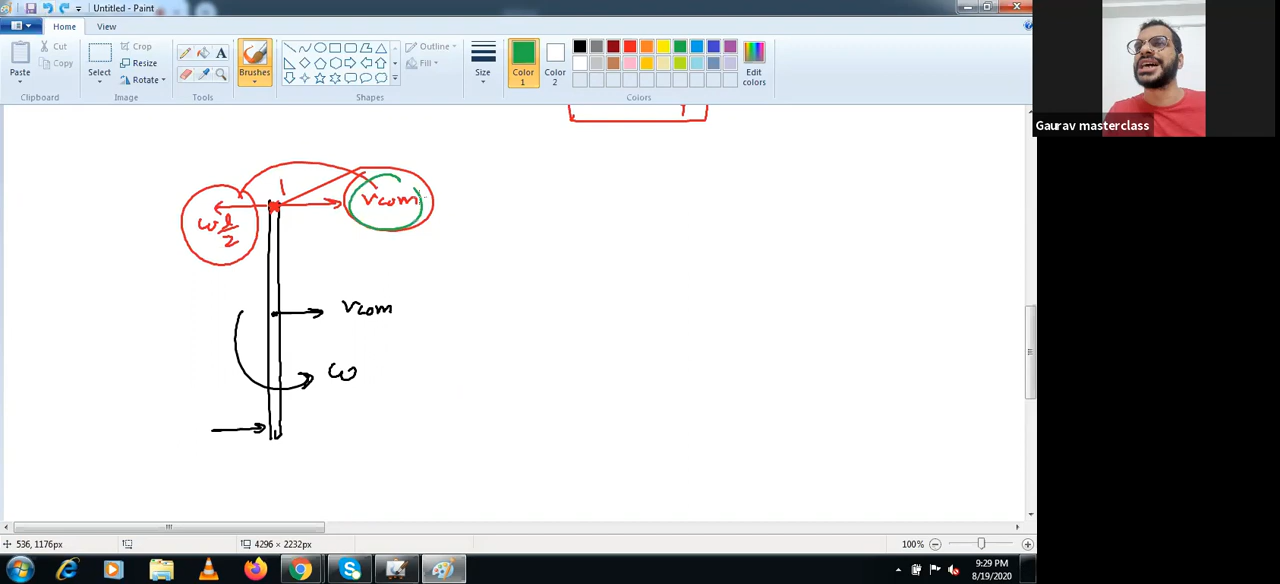 Untitled - Paint
Home
View
Paste
Cut
Copy
Clipboard
Select
Crop
Resize
Rotate
Image
A
Tools
Brushes
Outline
Fill
Shapes
Size
Color 1
Color 2
Edit colors
Colors
Gaurav masterclass
1
Vcom
ωl/2
Vcom
ω
536, 1176px
4296 × 2232px
100%
9:29 PM
8/19/2020